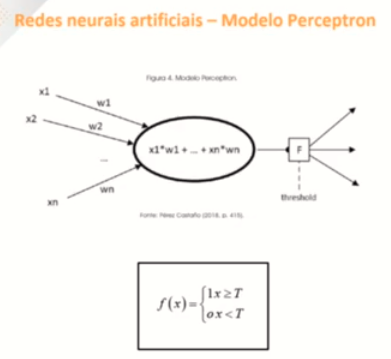 Redes neurais artificiais – Modelo Perceptron
Figura 4. Modelo Perceptron.
x1
w1
x2
w2
x1*w1 + ... + xn*wn
F
...
wn
xn
threshold
Fonte: Pérez Castaño (2018, p. 415).
f(x)={1x≥T
ox<T